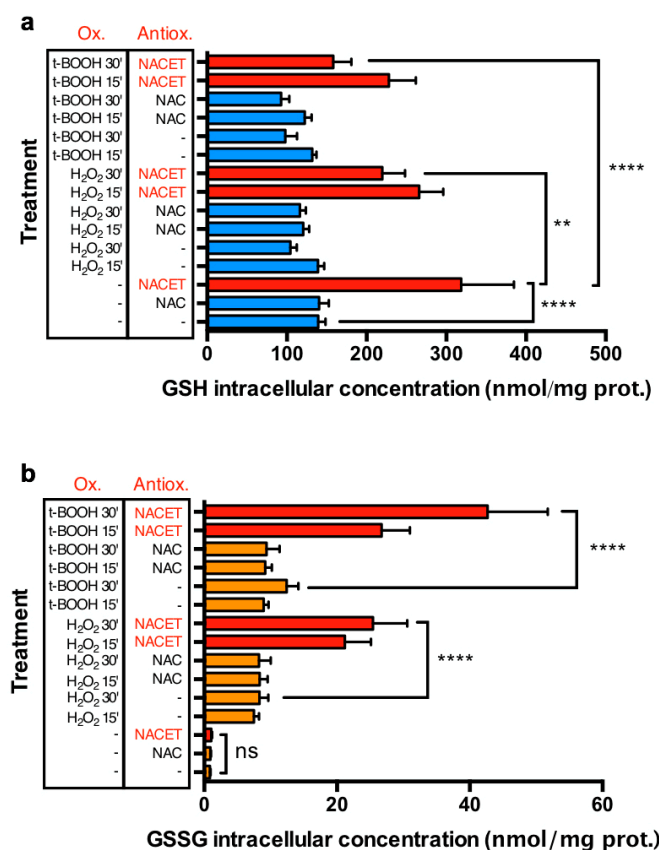 a
Ox. Antiox.
t-BOOH 30' NACET
t-BOOH 15' NACET
t-BOOH 30' NAC
t-BOOH 15' NAC
t-BOOH 30' -
t-BOOH 15' -
H2O2 30' NACET
H2O2 15' NACET
H2O2 30' NAC
H2O2 15' NAC
H2O2 30' -
H2O2 15' -
- NACET
- NAC
- -
Treatment
****
**
****
0 100 200 300 400 500
GSH intracellular concentration (nmol/mg prot.)
b
Ox. Antiox.
t-BOOH 30' NACET
t-BOOH 15' NACET
t-BOOH 30' NAC
t-BOOH 15' NAC
t-BOOH 30' -
t-BOOH 15' -
H2O2 30' NACET
H2O2 15' NACET
H2O2 30' NAC
H2O2 15' NAC
H2O2 30' -
H2O2 15' -
- NACET
- NAC
- -
Treatment
****
****
ns
0 20 40 60
GSSG intracellular concentration (nmol/mg prot.)